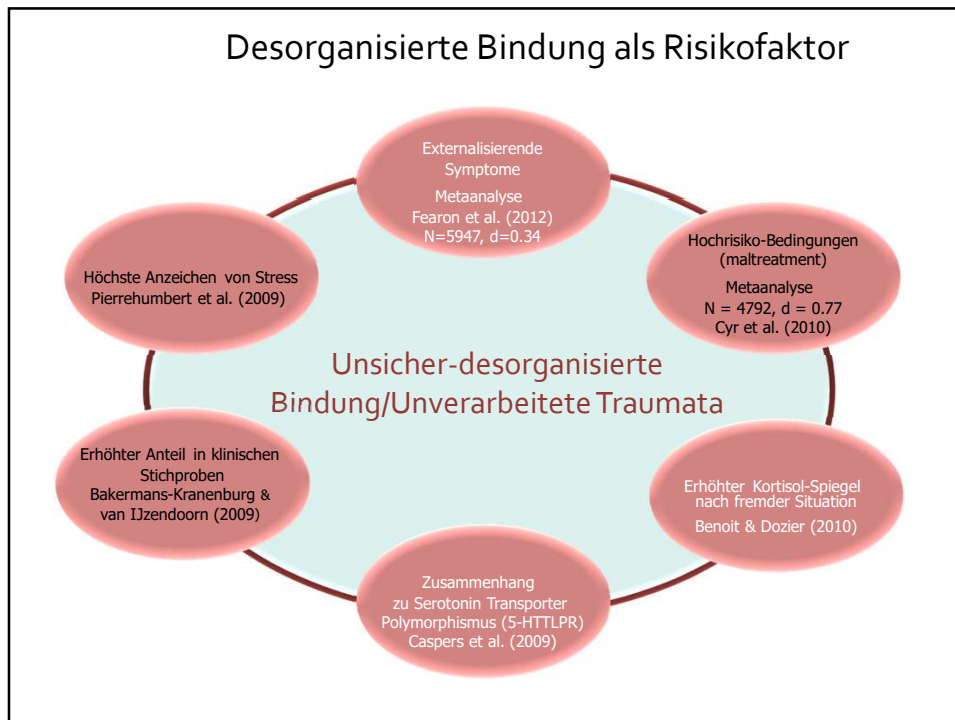 Desorganisierte Bindung als Risikofaktor
Externalisierende
Symptome
Metaanalyse
Fearon et al. (2012)
N=5947, d=0.34
Hochrisiko-Bedingungen
(maltreatment)
Metaanalyse
N = 4792, d = 0.77
Cyr et al. (2010)
Höchste Anzeichen von Stress
Pierrehumbert et al. (2009)
Unsicher-desorganisierte
Bindung/Unverarbeitete Traumata
Erhöhter Anteil in klinischen
Stichproben
Bakermans-Kranenburg &
van IJzendoorn (2009)
Erhöhter Kortisol-Spiegel
nach fremder Situation
Benoit & Dozier (2010)
Zusammenhang
zu Serotonin Transporter
Polymorphismus (5-HTTLPR)
Caspers et al. (2009)